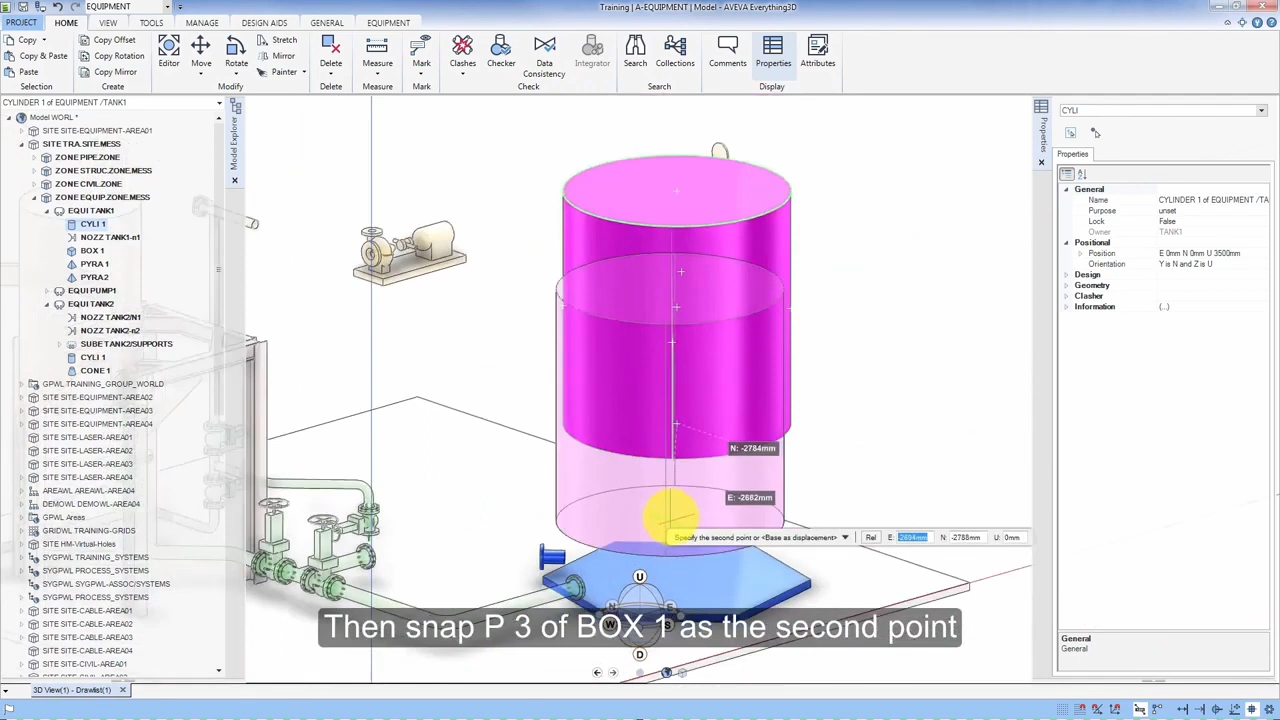 EQUIPMENT
Training | A-EQUIPMENT | Model - AVEVA Everything3D
PROJECT HOME VIEW TOOLS MANAGE DESIGN AIDS GENERAL EQUIPMENT
Copy
Copy & Paste
Paste
Selection
Copy Offset
Copy Rotation
Copy Mirror
Create
Editor
Move
Rotate
Stretch
Mirror
Painter
Modify
Delete
Delete
Measure
Measure
Mark
Mark
Clashes
Checker
Data
Consistency
Integrator
Check
Search
Collections
Search
Comments
Properties
Attributes
Display
CYLINDER 1 of EQUIPMENT /TANK1
Model WORL *
SITE SITE-EQUIPMENT-AREA01
SITE TRA.SITE.MESS
ZONE PIPE.ZONE
ZONE STRUC.ZONE.MESS
ZONE CIVIL.ZONE
ZONE EQUIP.ZONE.MESS
EQUI TANK1
CYLI 1
NOZZ TANK1-n1
BOX 1
PYRA 1
PYRA 2
EQUI PUMP1
EQUI TANK2
NOZZ TANK2/N1
NOZZ TANK2-n2
SUBE TANK2/SUPPORTS
CYLI 1
CONE 1
GPWL TRAINING_GROUP_WORLD
SITE SITE-EQUIPMENT-AREA02
SITE SITE-EQUIPMENT-AREA03
SITE SITE-EQUIPMENT-AREA04
SITE SITE-LASER-AREA01
SITE SITE-LASER-AREA02
SITE SITE-LASER-AREA03
SITE SITE-LASER-AREA04
AREAWL AREAWL-AREA04
DEMOWL DEMOWL-AREA04
GPWL Areas
GRIDWL TRAINING-GRIDS
SITE HM-Virtual-Holes
SYGPWL TRAINING_SYSTEMS
SYGPWL PROCESS_SYSTEMS
SYGPWL SYGPWL-ASSOC/SYSTEMS
SYGPWL PROCESS_SYSTEMS
SITE SITE-CABLE-AREA01
SITE SITE-CABLE-AREA02
SITE SITE-CABLE-AREA03
SITE SITE-CABLE-AREA04
SITE SITE-CIVIL-AREA01
Model Explorer
N: -2784mm
E: -2682mm
Specify the second point or <Base as displacement> Rel E: -2684mm N: -2788mm U: 0mm
U
N E
W S
D
Then snap P 3 of BOX 1 as the second point
Properties
CYLI
Properties
General
Name CYLINDER 1 of EQUIPMENT /TA
Purpose unset
Lock False
Owner TANK1
Positional
Position E 0mm N 0mm U 3500mm
Orientation Y is N and Z is U
Design
Geometry
Clasher
Information (...)
General
General
3D View(1) - Drawlist(1)